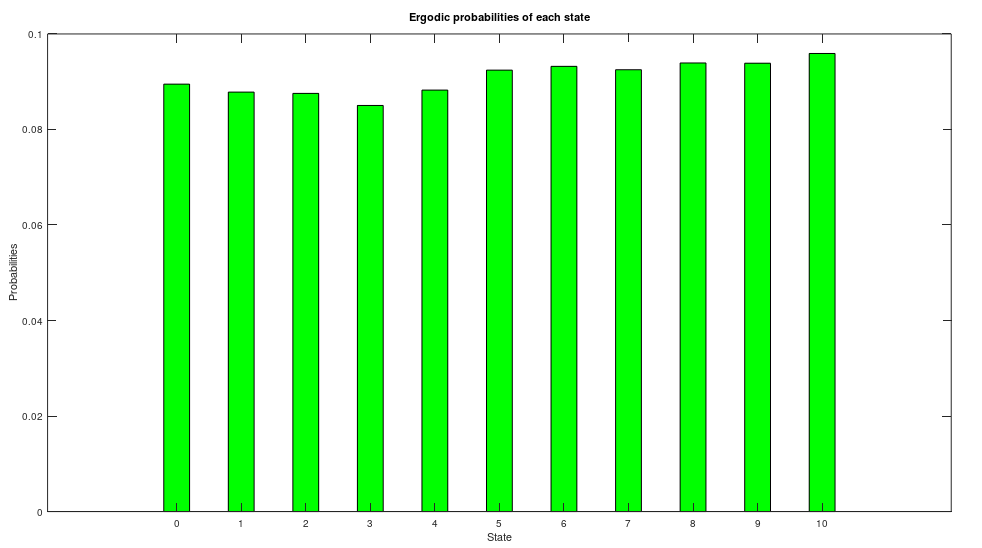 Ergodic probabilities of each state
0.1
0.08
0.06
0.04
0.02
0
Probabilities
0 1 2 3 4 5 6 7 8 9 10
State